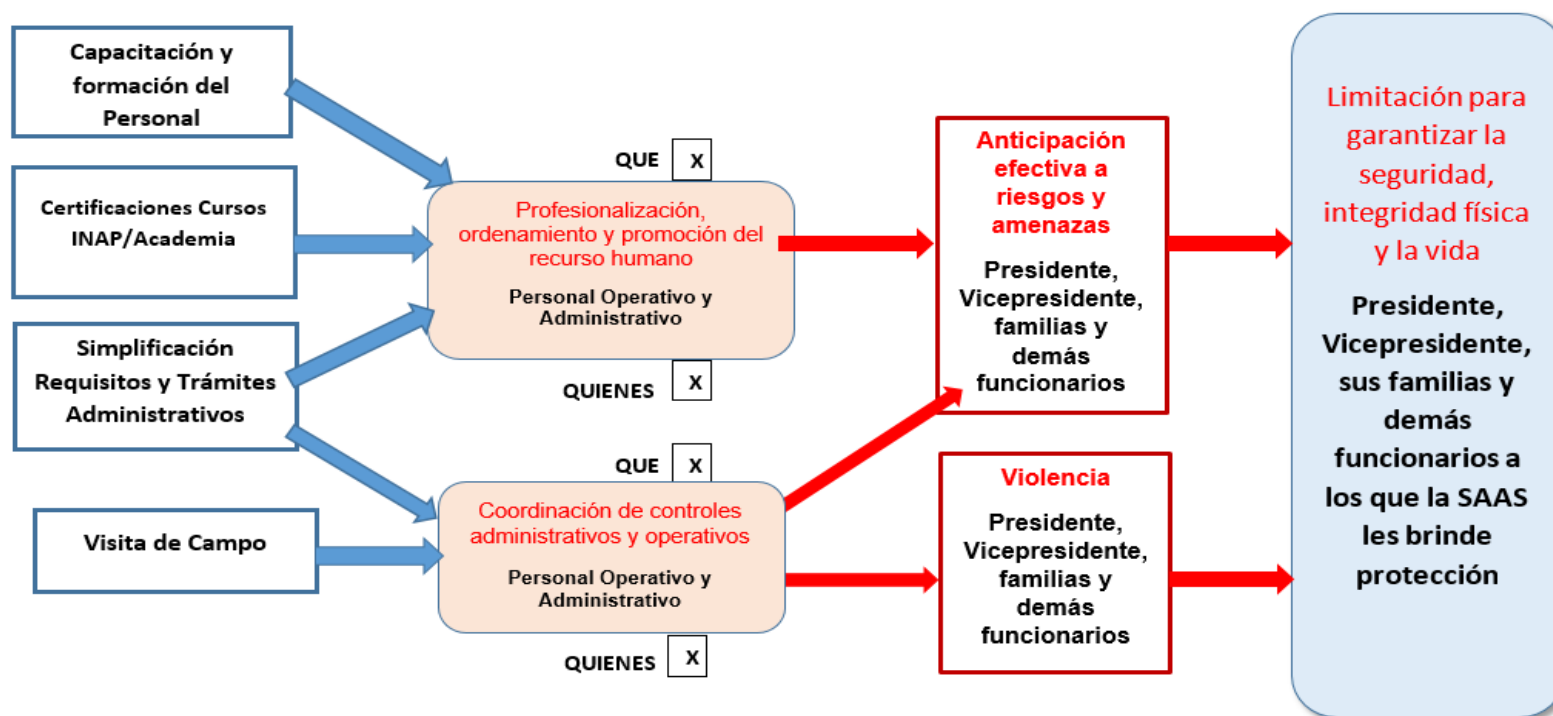 Capacitación y
formación del
Personal
Certificaciones Cursos
INAP/Academia
Simplificación
Requisitos y Trámites
Administrativos
Visita de Campo
QUE X
Profesionalización,
ordenamiento y promoción del
recurso humano
Personal Operativo y
Administrativo
QUIENES X
QUE X
Coordinación de controles
administrativos y operativos
Personal Operativo y
Administrativo
QUIENES X
Anticipación
efectiva a
riesgos y
amenazas
Presidente,
Vicepresidente,
familias y
demás
funcionarios
Violencia
Presidente,
Vicepresidente,
familias y
demás
funcionarios
Limitación para
garantizar la
seguridad,
integridad física
y la vida
Presidente,
Vicepresidente,
sus familias y
demás
funcionarios a
los que la SAAS
les brinde
protección